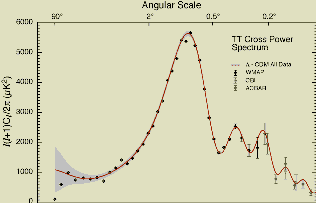 Angular Scale
90° 2° 0.5° 0.2°
6000
5000
4000
3000
2000
1000
0
l(l+1)Cl/2π (μK²)
TT Cross Power
Spectrum
Λ - CDM All Data
WMAP
CBI
ACBAR